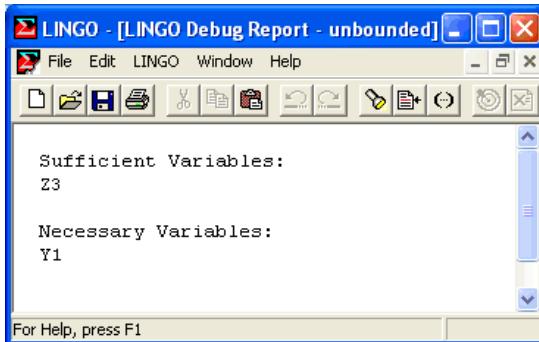 LINGO - [LINGO Debug Report - unbounded]
File Edit LINGO Window Help
Sufficient Variables:
Z3
Necessary Variables:
Y1
For Help, press F1